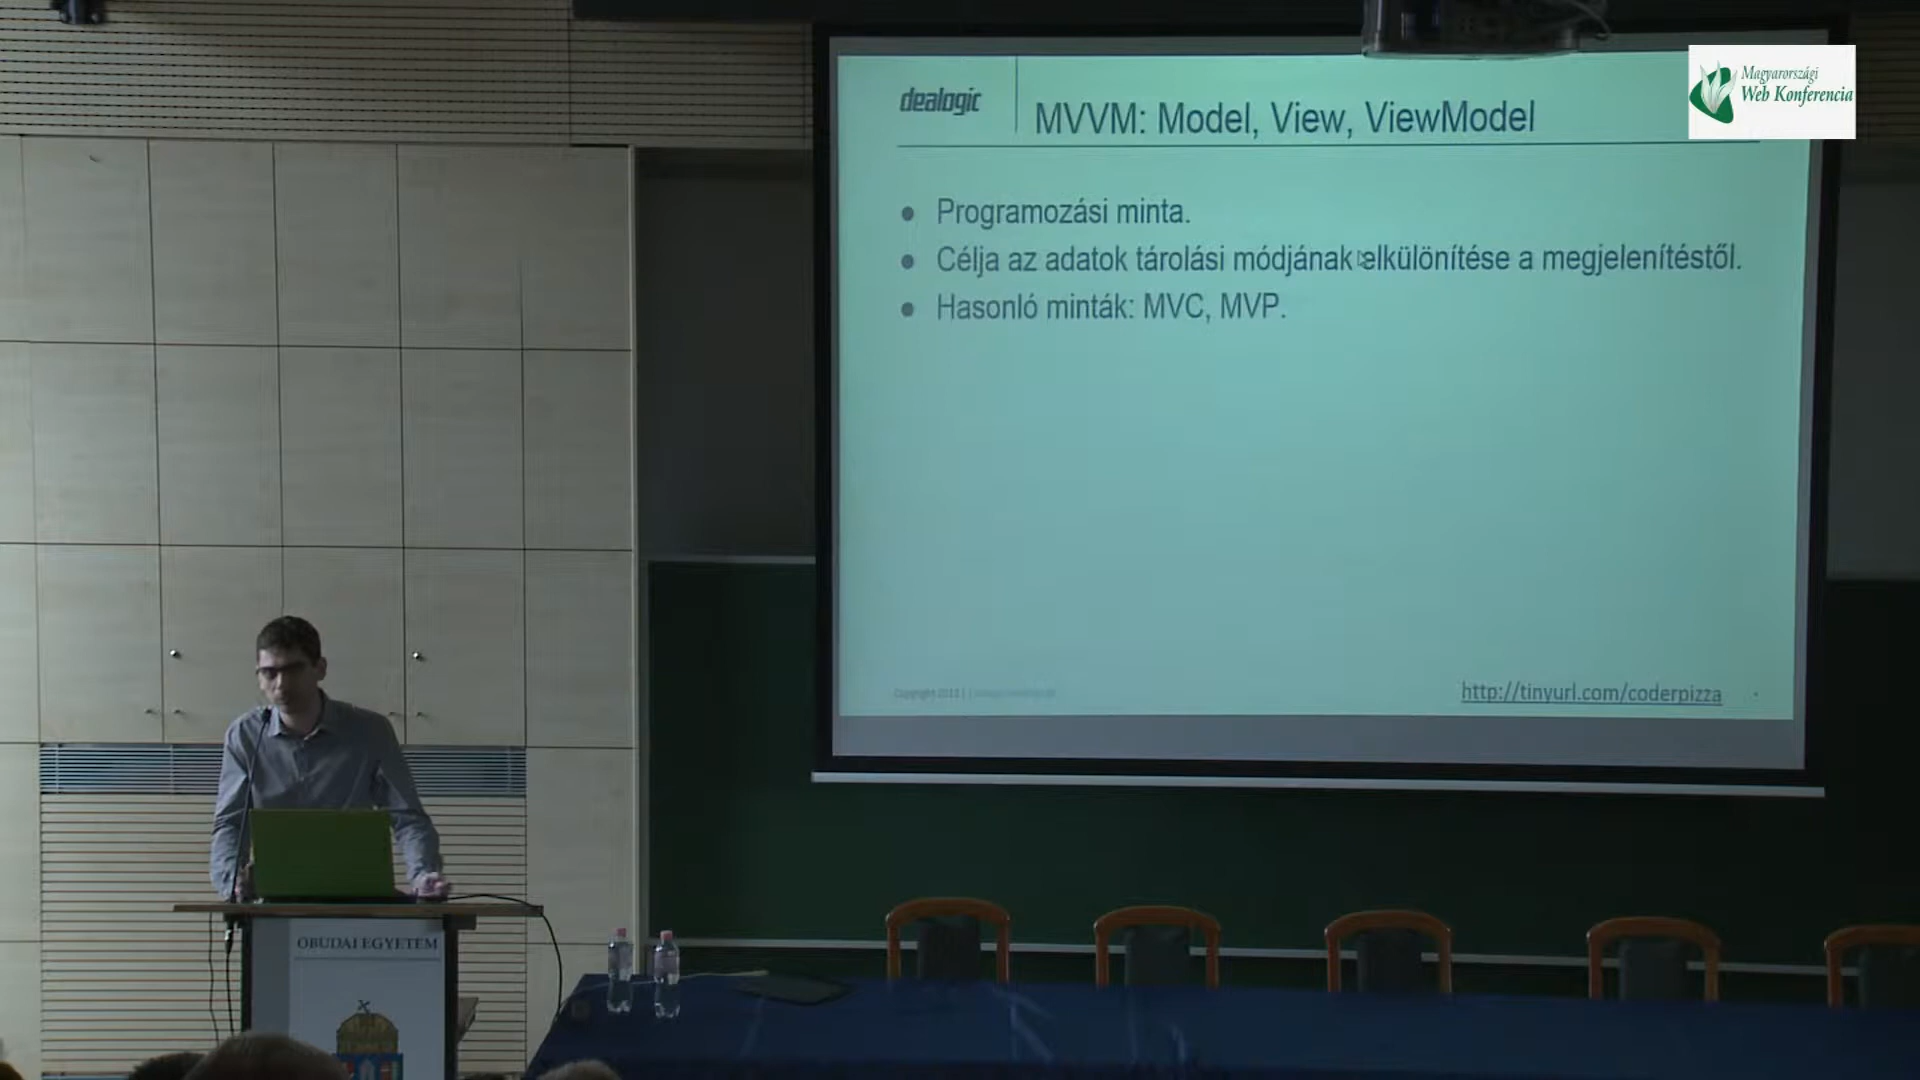 dealogic
MVVM: Model, View, ViewModel
Magyarországi
Web Konferencia
Programozási minta.
Célja az adatok tárolási módjának elkülönítése a megjelenítéstől.
Hasonló minták: MVC, MVP.
http://tinyurl.com/coderpizza
ÓBUDAI EGYETEM